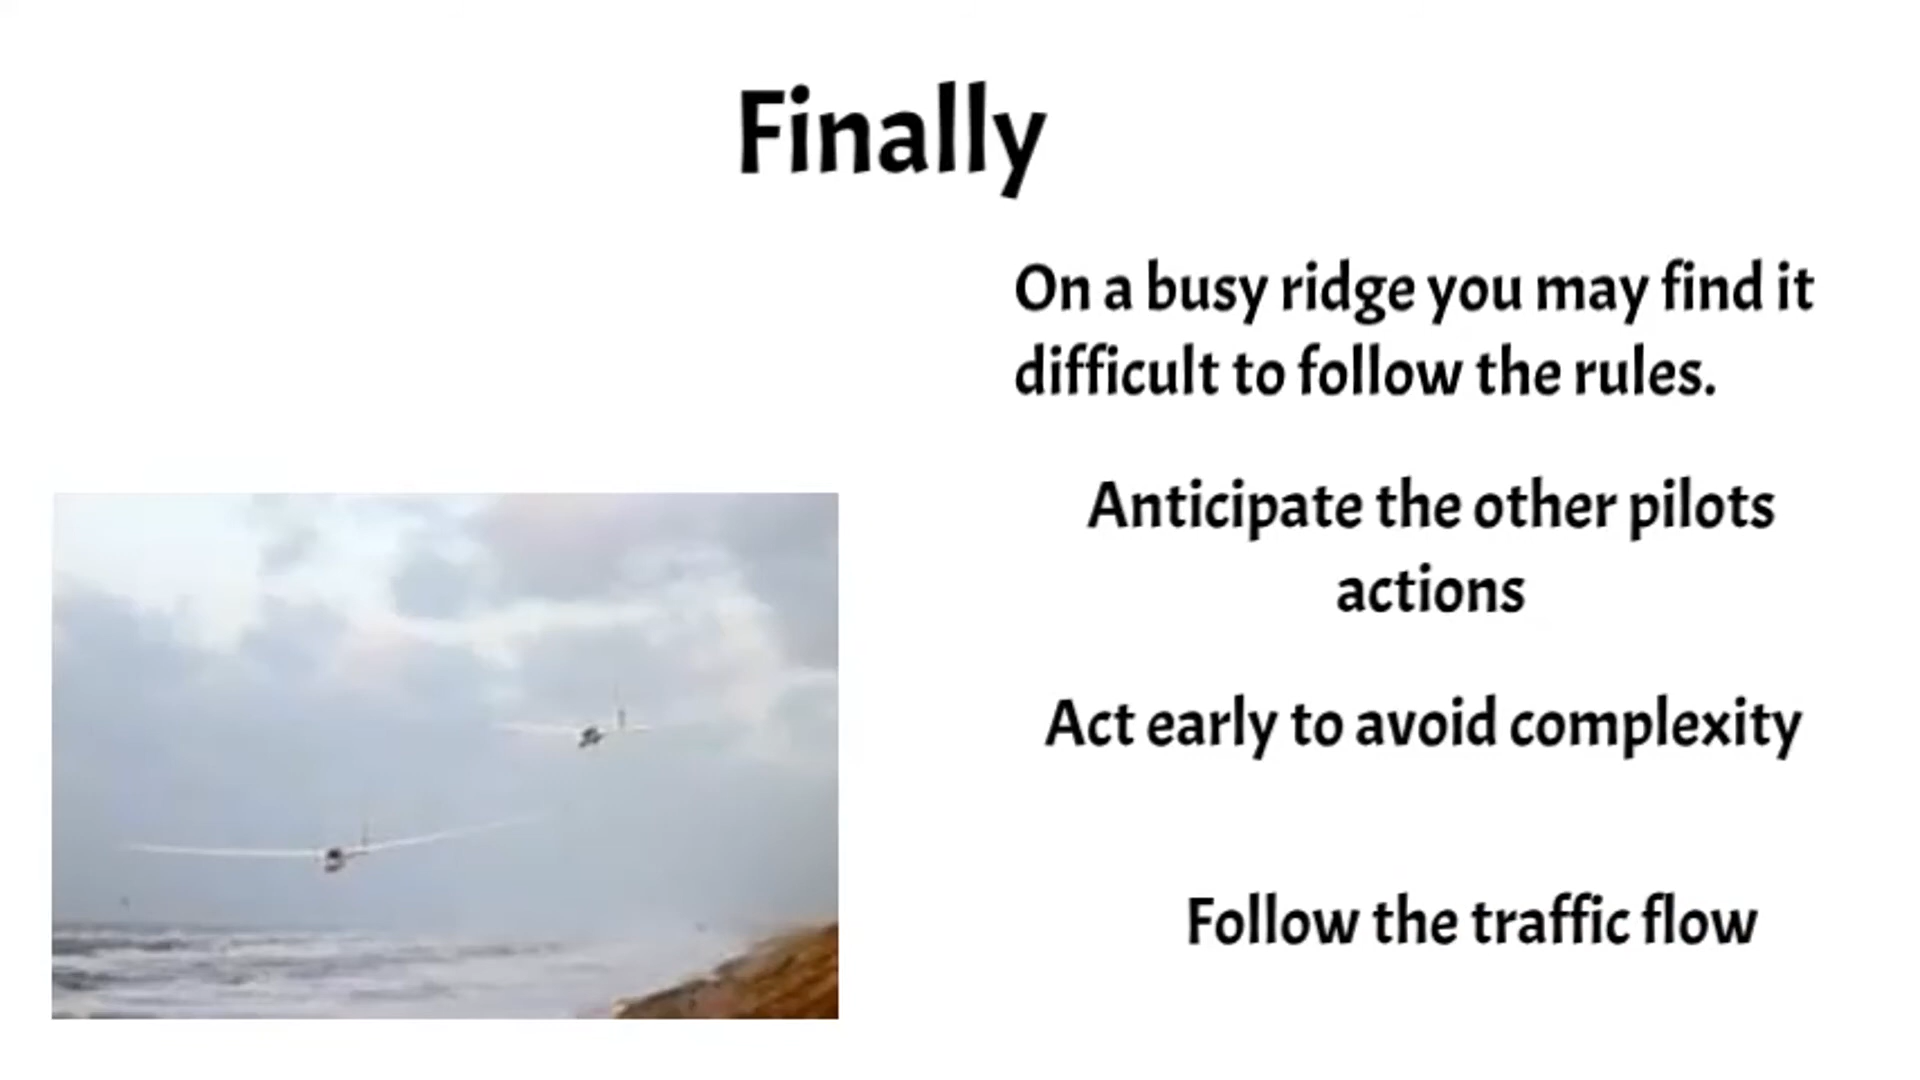 Finally
On a busy ridge you may find it
difficult to follow the rules.
Anticipate the other pilots
actions
Act early to avoid complexity
Follow the traffic flow